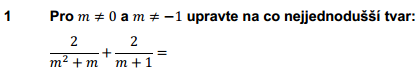 1 Pro m ≠ 0 a m ≠ −1 upravte na co nejjednodušší tvar:
2/(m² + m) + 2/(m + 1) =